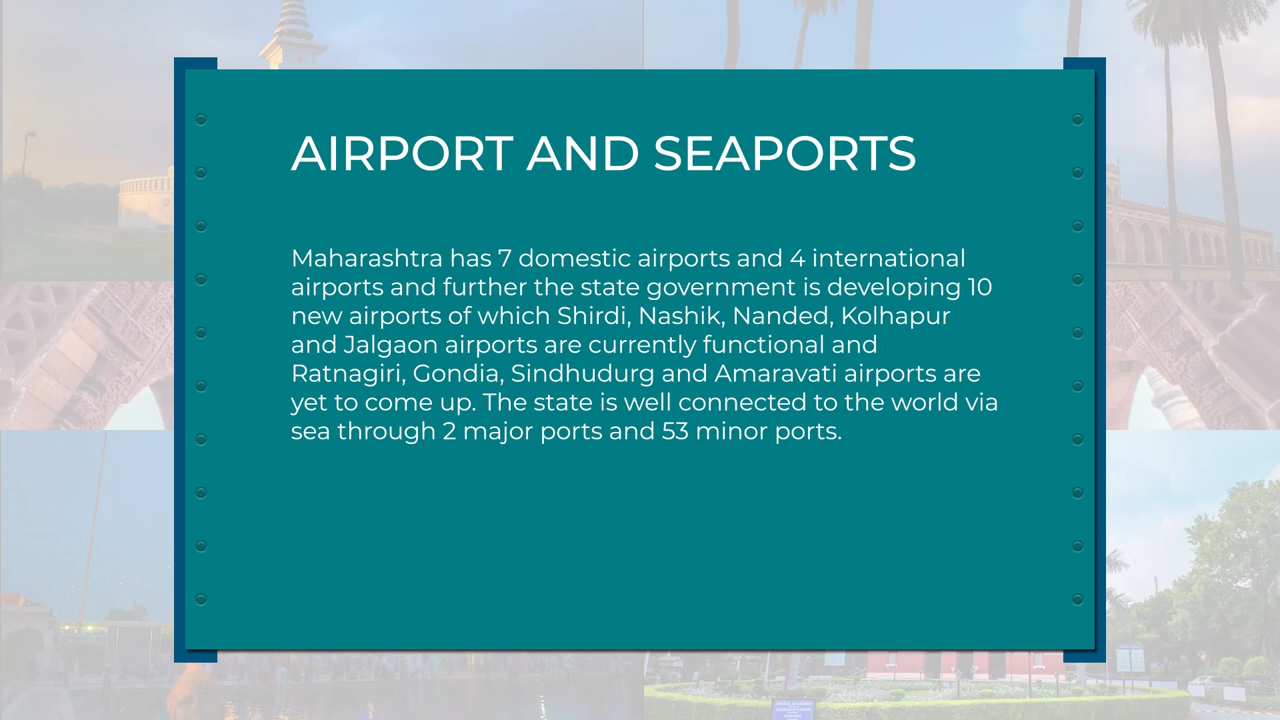 AIRPORT AND SEAPORTS
Maharashtra has 7 domestic airports and 4 international
airports and further the state government is developing 10
new airports of which Shirdi, Nashik, Nanded, Kolhapur
and Jalgaon airports are currently functional and
Ratnagiri, Gondia, Sindhudurg and Amaravati airports are
yet to come up. The state is well connected to the world via
sea through 2 major ports and 53 minor ports.